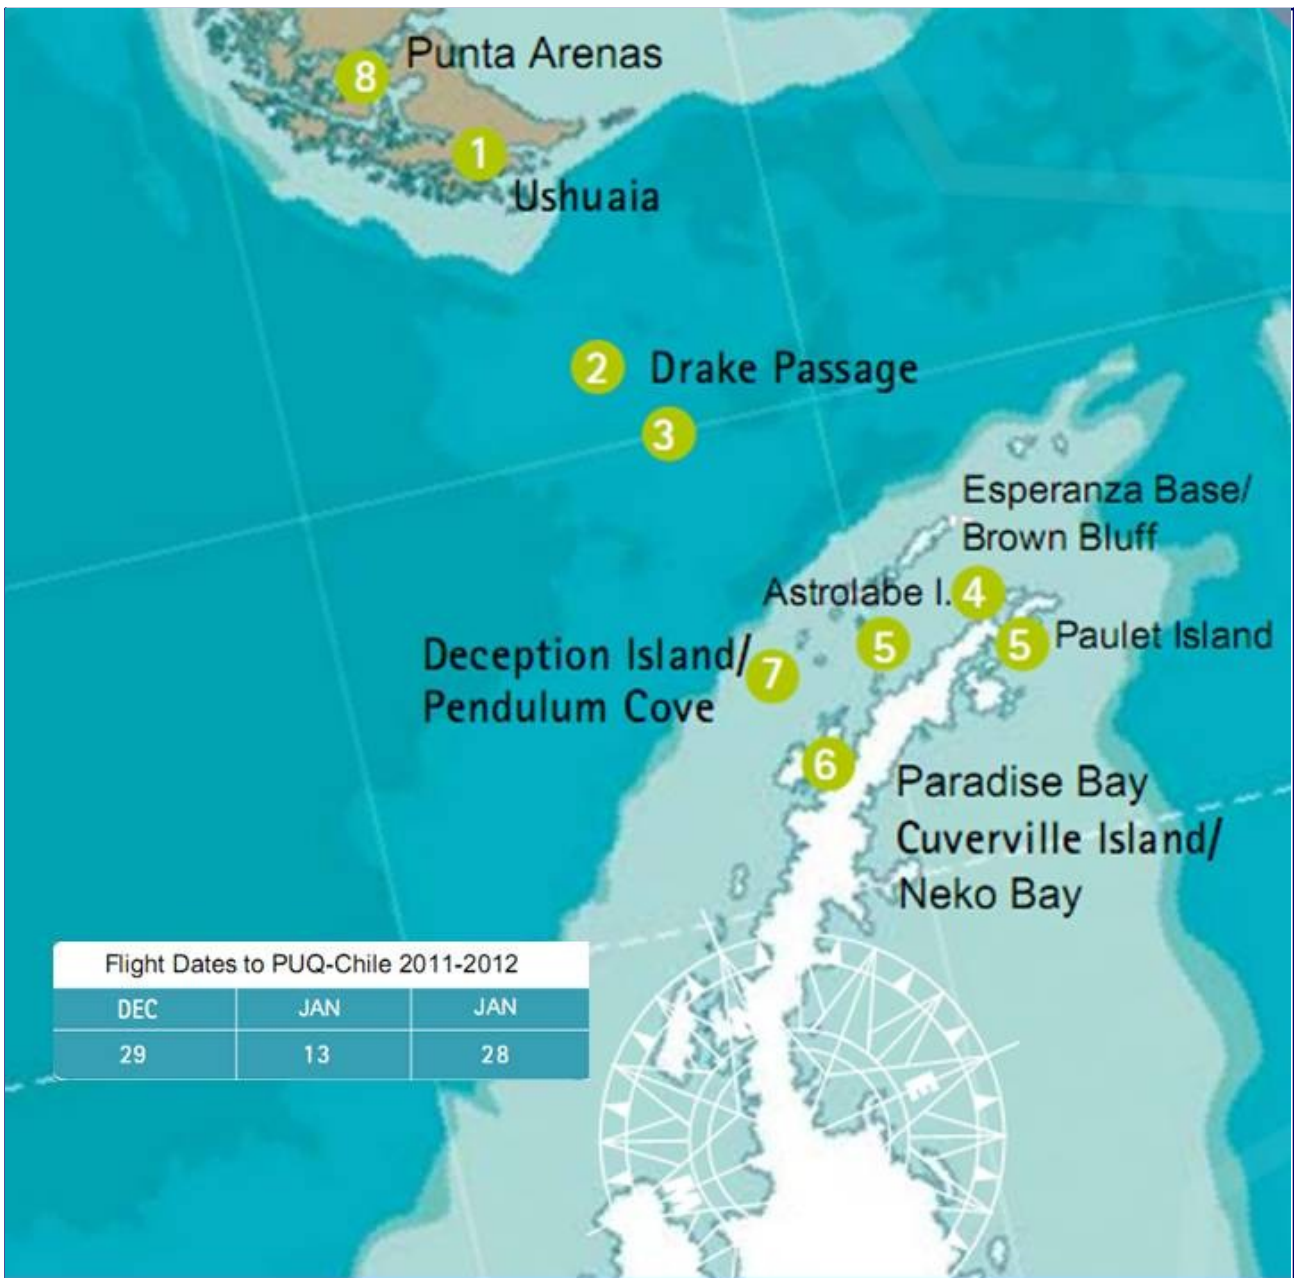 Punta Arenas
8
1
Ushuaia
2
Drake Passage
3
Esperanza Base/
Brown Bluff
Astrolabe I.
4
5
5
Paulet Island
Deception Island/
Pendulum Cove
7
6
Paradise Bay
Cuverville Island/
Neko Bay
Flight Dates to PUQ-Chile 2011-2012
DEC JAN JAN
29 13 28
E